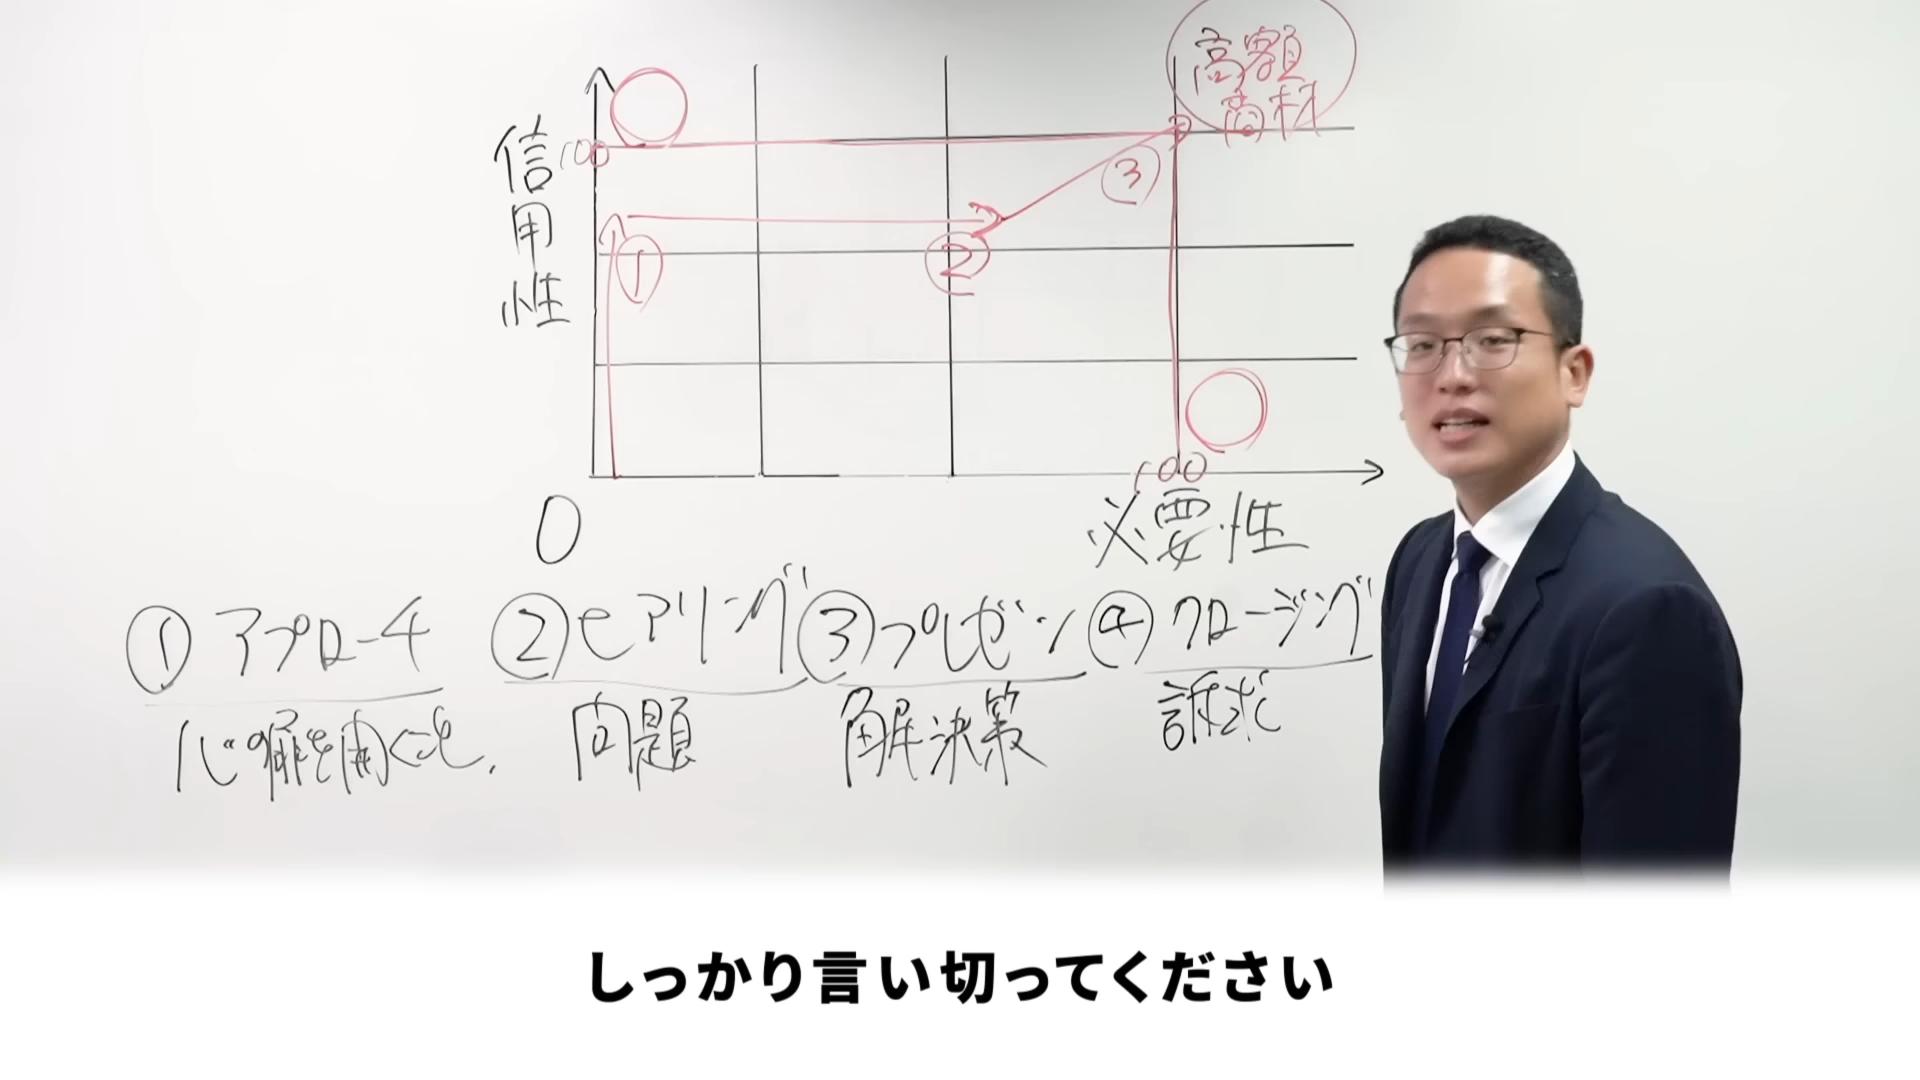 高額
商材
信用性
100
①
②
③
100
0
必要性
①アプローチ
②ヒアリング
③プレゼン
④クロージング
心の扉を開くこと.
問題
解決策
訴求
しっかり言い切ってください